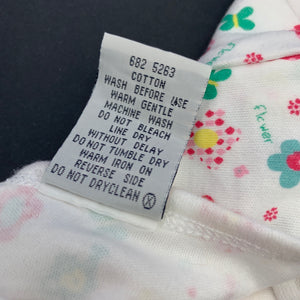 682 5263
COTTON
WASH BEFORE USE
WARM GENTLE
MACHINE WASH
DO NOT BLEACH
LINE DRY
WITHOUT DELAY
DO NOT TUMBLE DRY
WARM IRON ON
REVERSE SIDE
DO NOT DRYCLEAN
flower
flower